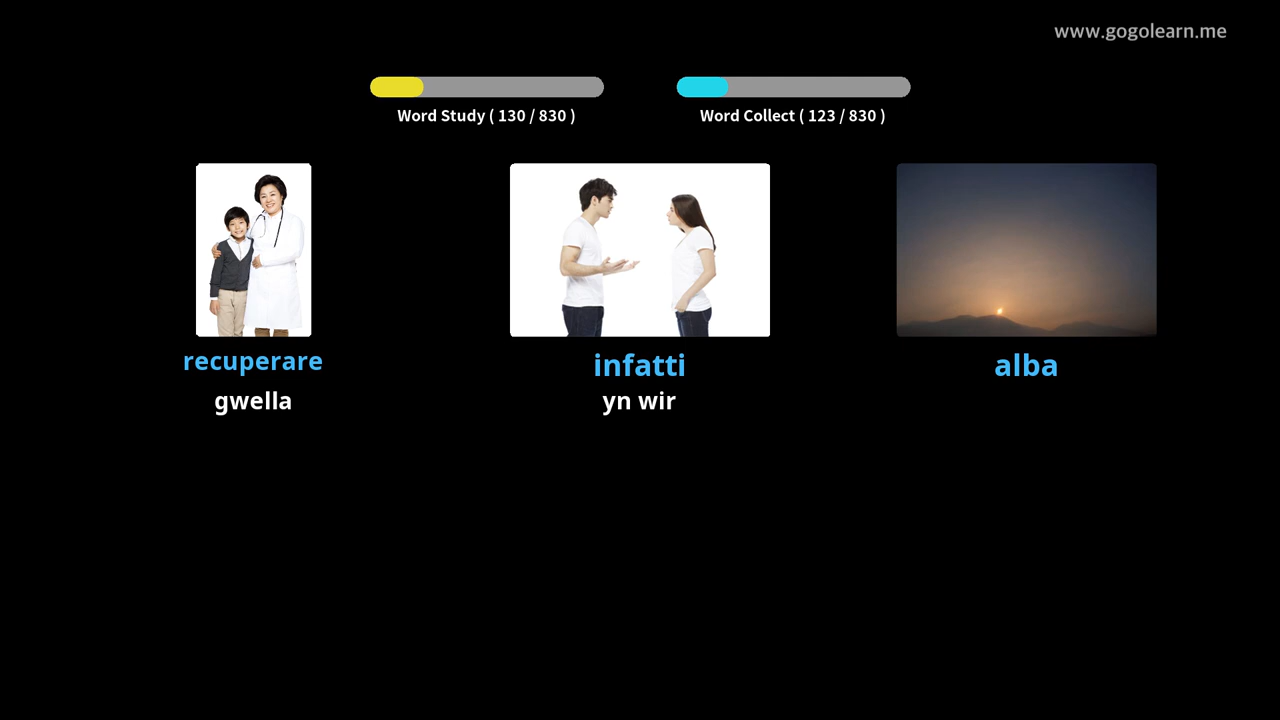 www.gogolearn.me
Word Study ( 130 / 830 )
Word Collect ( 123 / 830 )
recuperare
gwella
infatti
yn wir
alba